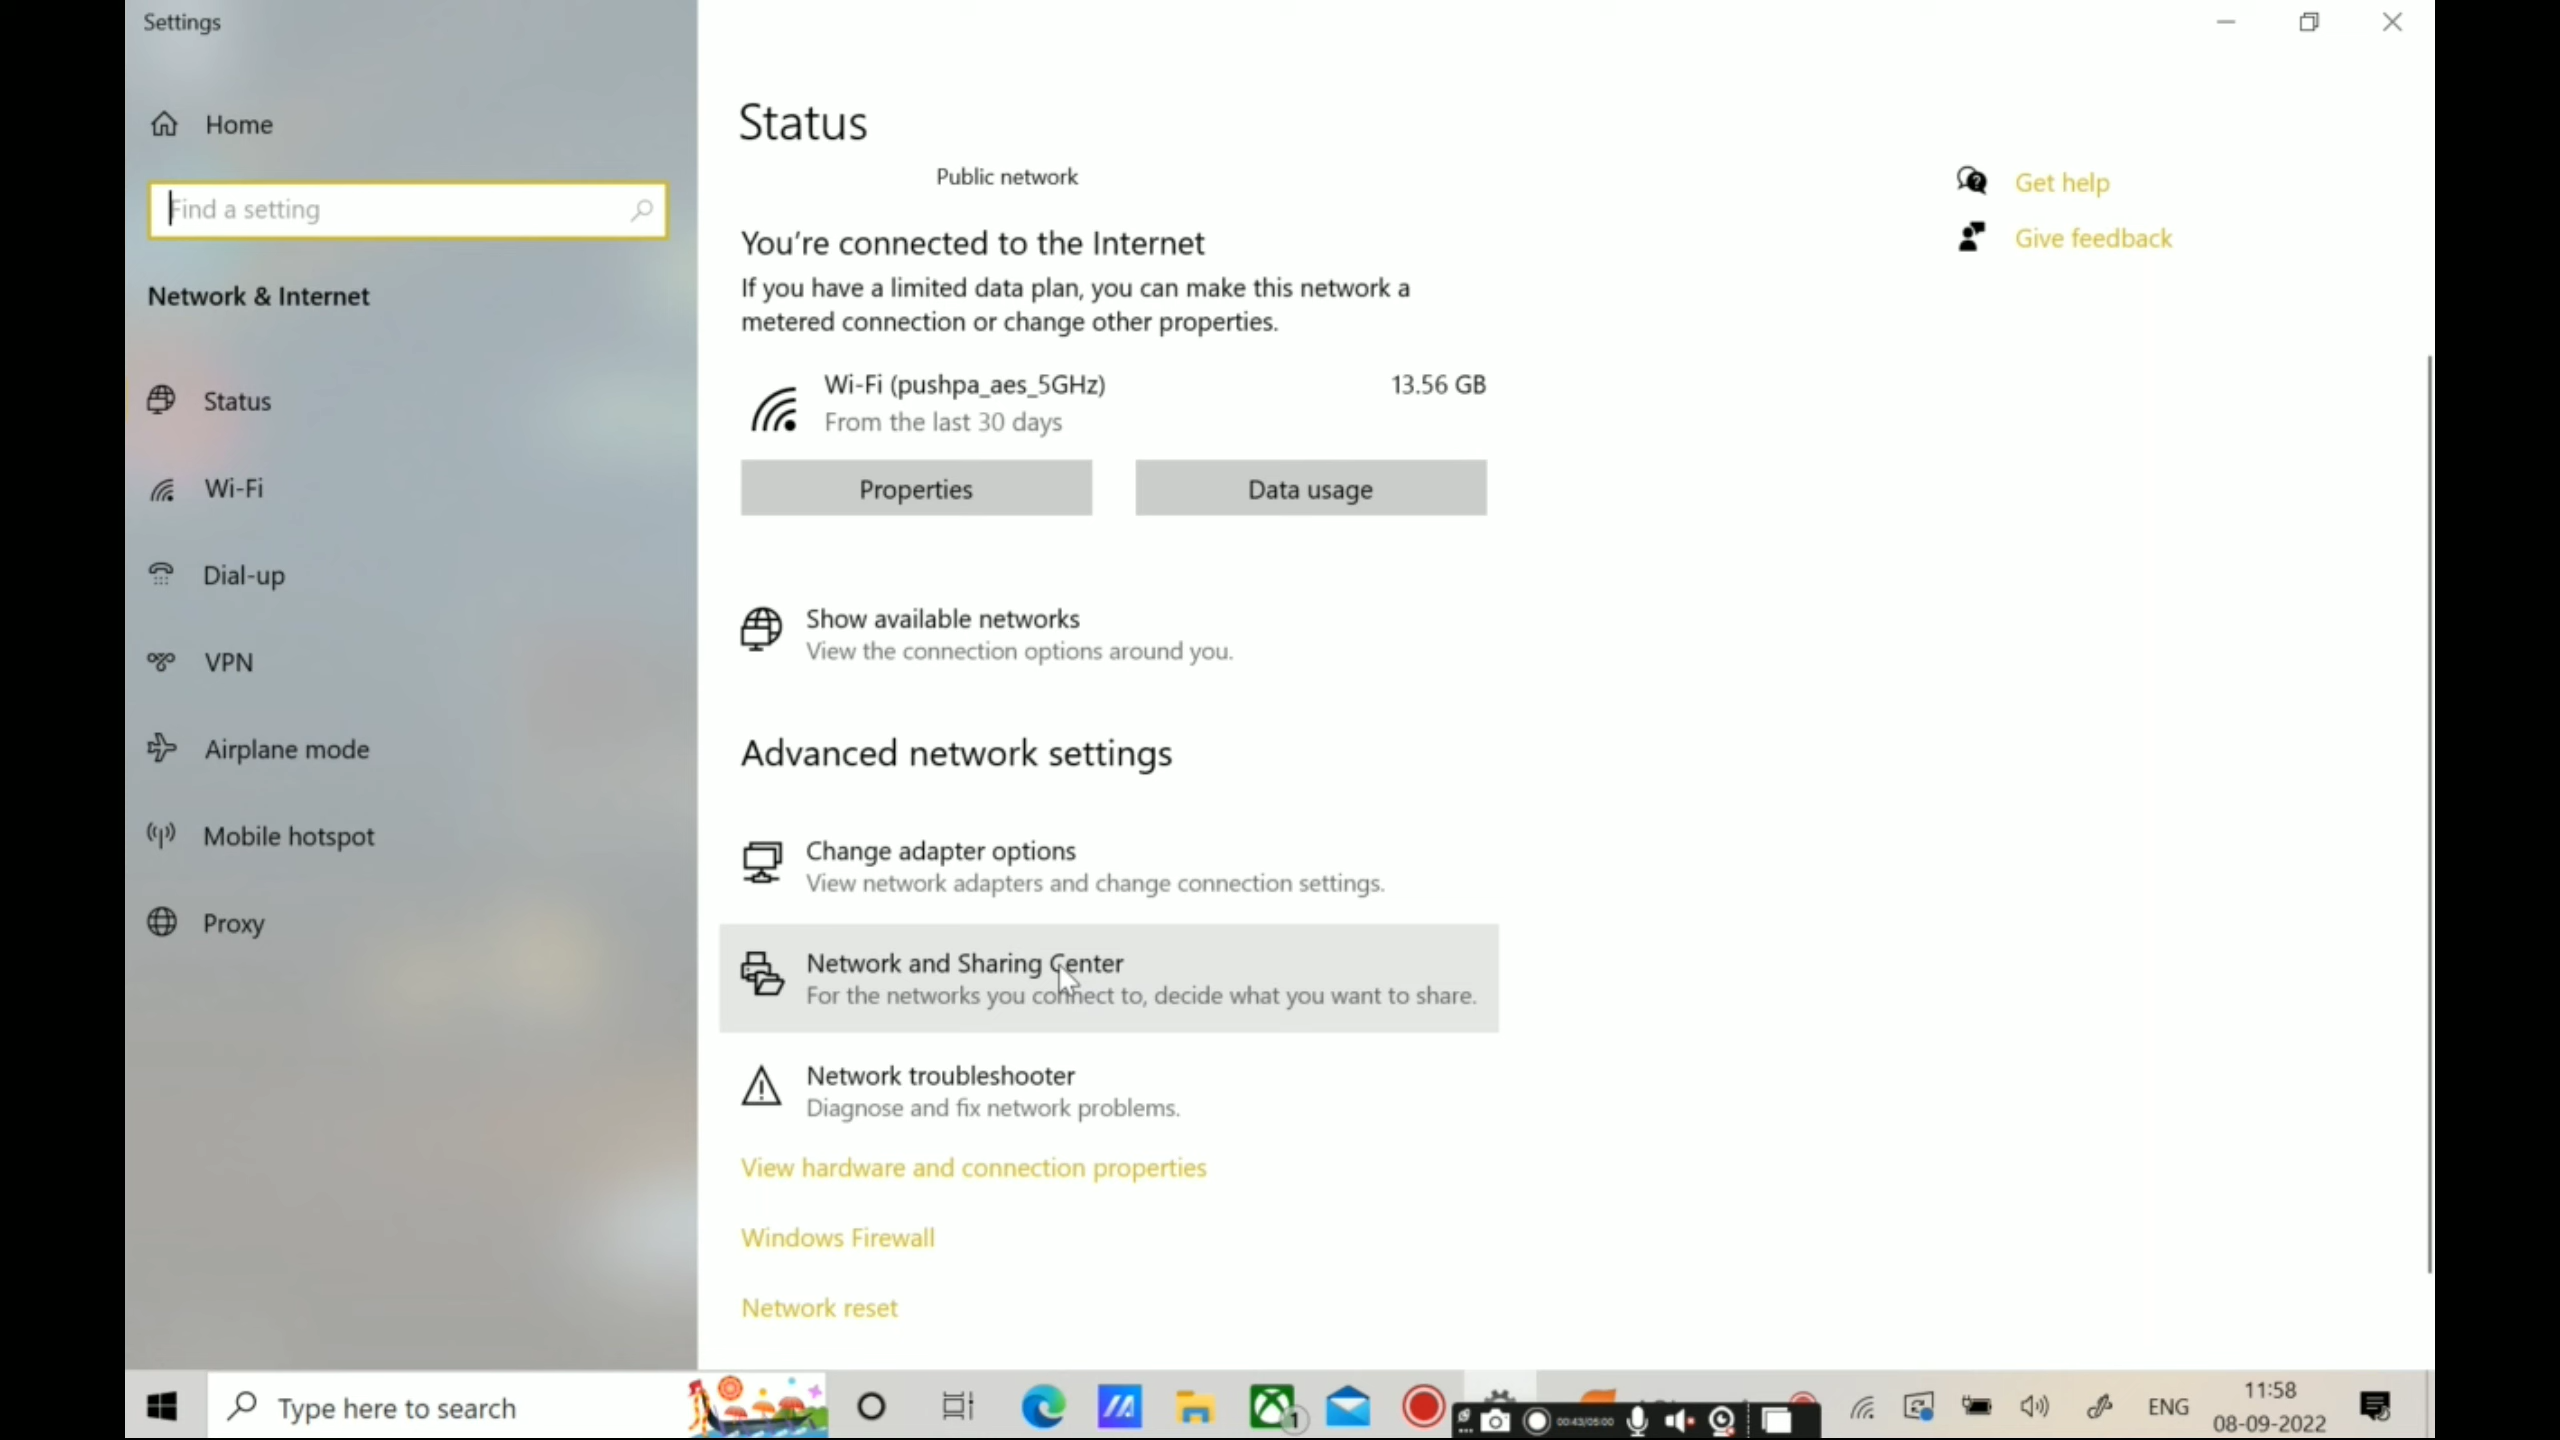 Settings
Home
Find a setting
Network & Internet
Status
Wi-Fi
Dial-up
VPN
Airplane mode
Mobile hotspot
Proxy
Status
Public network
You're connected to the Internet
If you have a limited data plan, you can make this network a
metered connection or change other properties.
Wi-Fi (pushpa_aes_5GHz)
13.56 GB
From the last 30 days
Properties
Data usage
Show available networks
View the connection options around you.
Advanced network settings
Change adapter options
View network adapters and change connection settings.
Network and Sharing Center
For the networks you connect to, decide what you want to share.
Network troubleshooter
Diagnose and fix network problems.
View hardware and connection properties
Windows Firewall
Network reset
Get help
Give feedback
Type here to search
1
00:43/05:00
ENG
11:58
08-09-2022